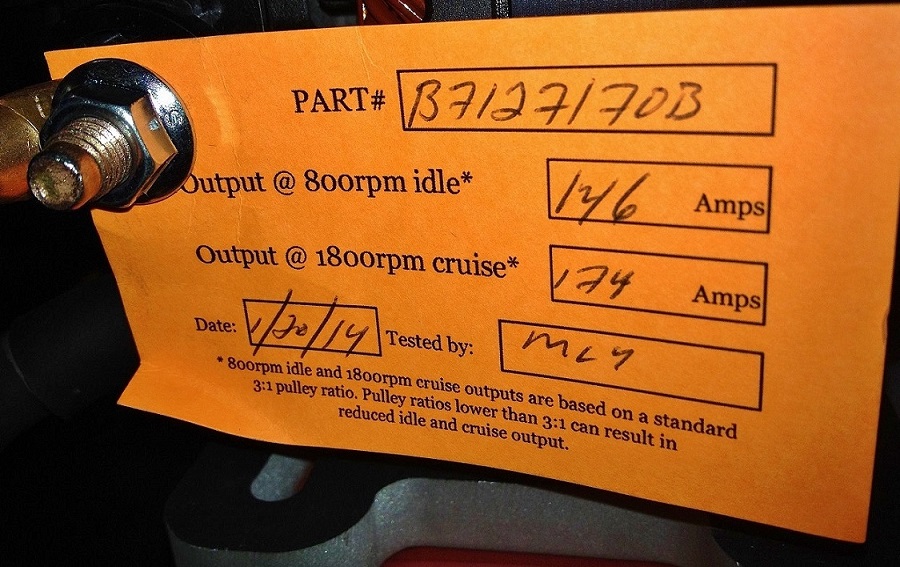 PART# B7127170B
Output @ 800rpm idle* 146 Amps
Output @ 1800rpm cruise* 174 Amps
Date: 1/20/14 Tested by: MLY
* 800rpm idle and 1800rpm cruise outputs are based on a standard
3:1 pulley ratio. Pulley ratios lower than 3:1 can result in
reduced idle and cruise output.